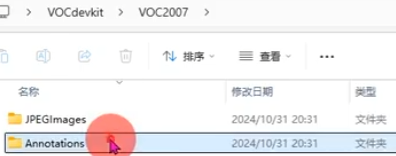 VOCdevkit > VOC2007 >
排序 查看 ...
名称 修改日期 类型
JPEGImages 2024/10/31 20:31 文件夹
Annotations 2024/10/31 20:31 文件夹